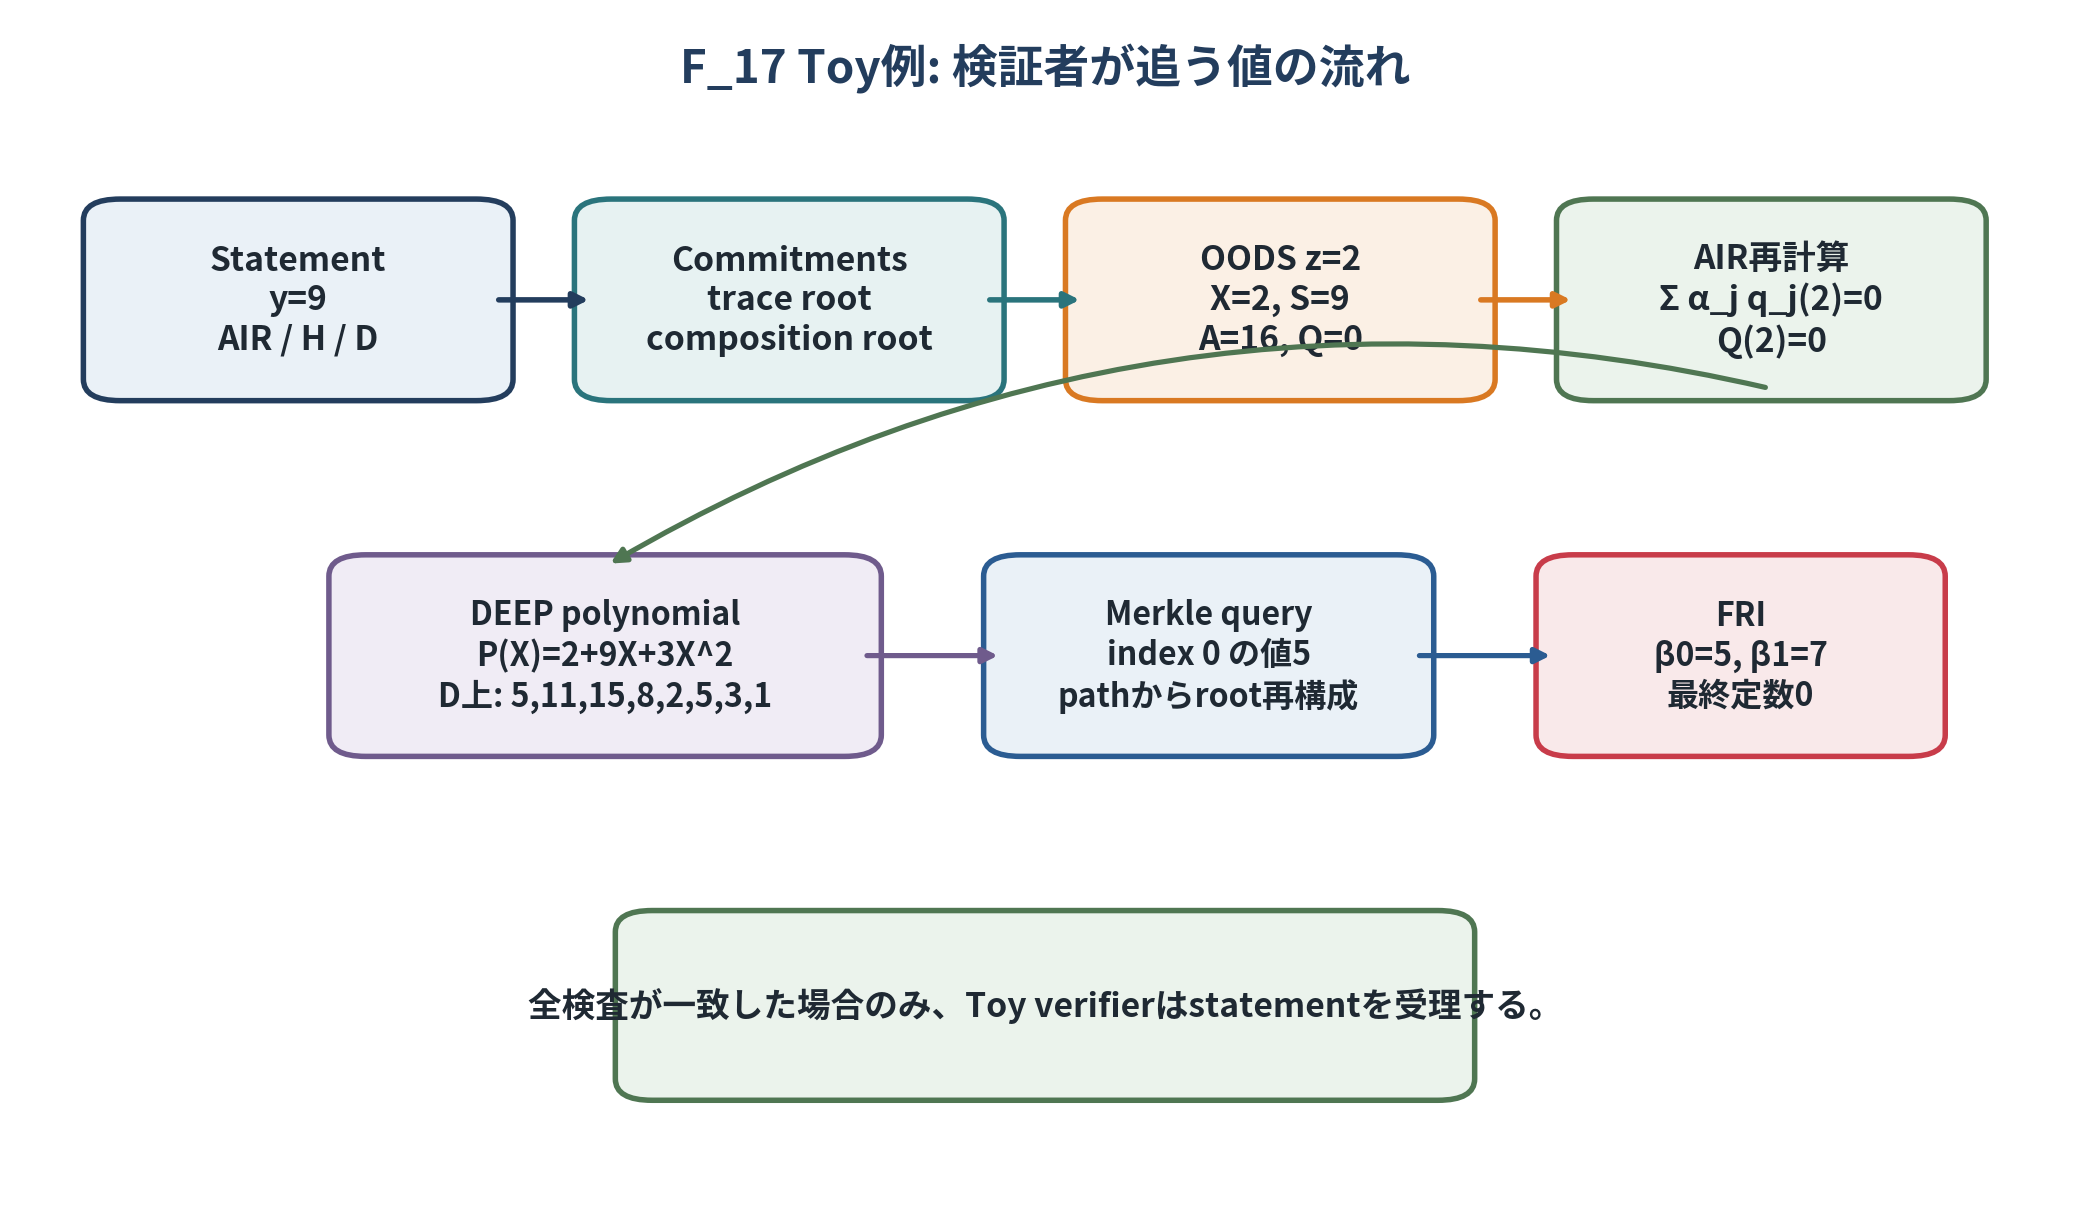 F_17 Toy例: 検証者が追う値の流れ
Statement
y=9
AIR / H / D
Commitments
trace root
composition root
OODS z=2
X=2, S=9
A=16, Q=0
AIR再計算
Σ α_j q_j(2)=0
Q(2)=0
DEEP polynomial
P(X)=2+9X+3X^2
D上: 5,11,15,8,2,5,3,1
Merkle query
index 0 の値5
pathからroot再構成
FRI
β0=5, β1=7
最終定数0
全検査が一致した場合のみ、Toy verifierはstatementを受理する。